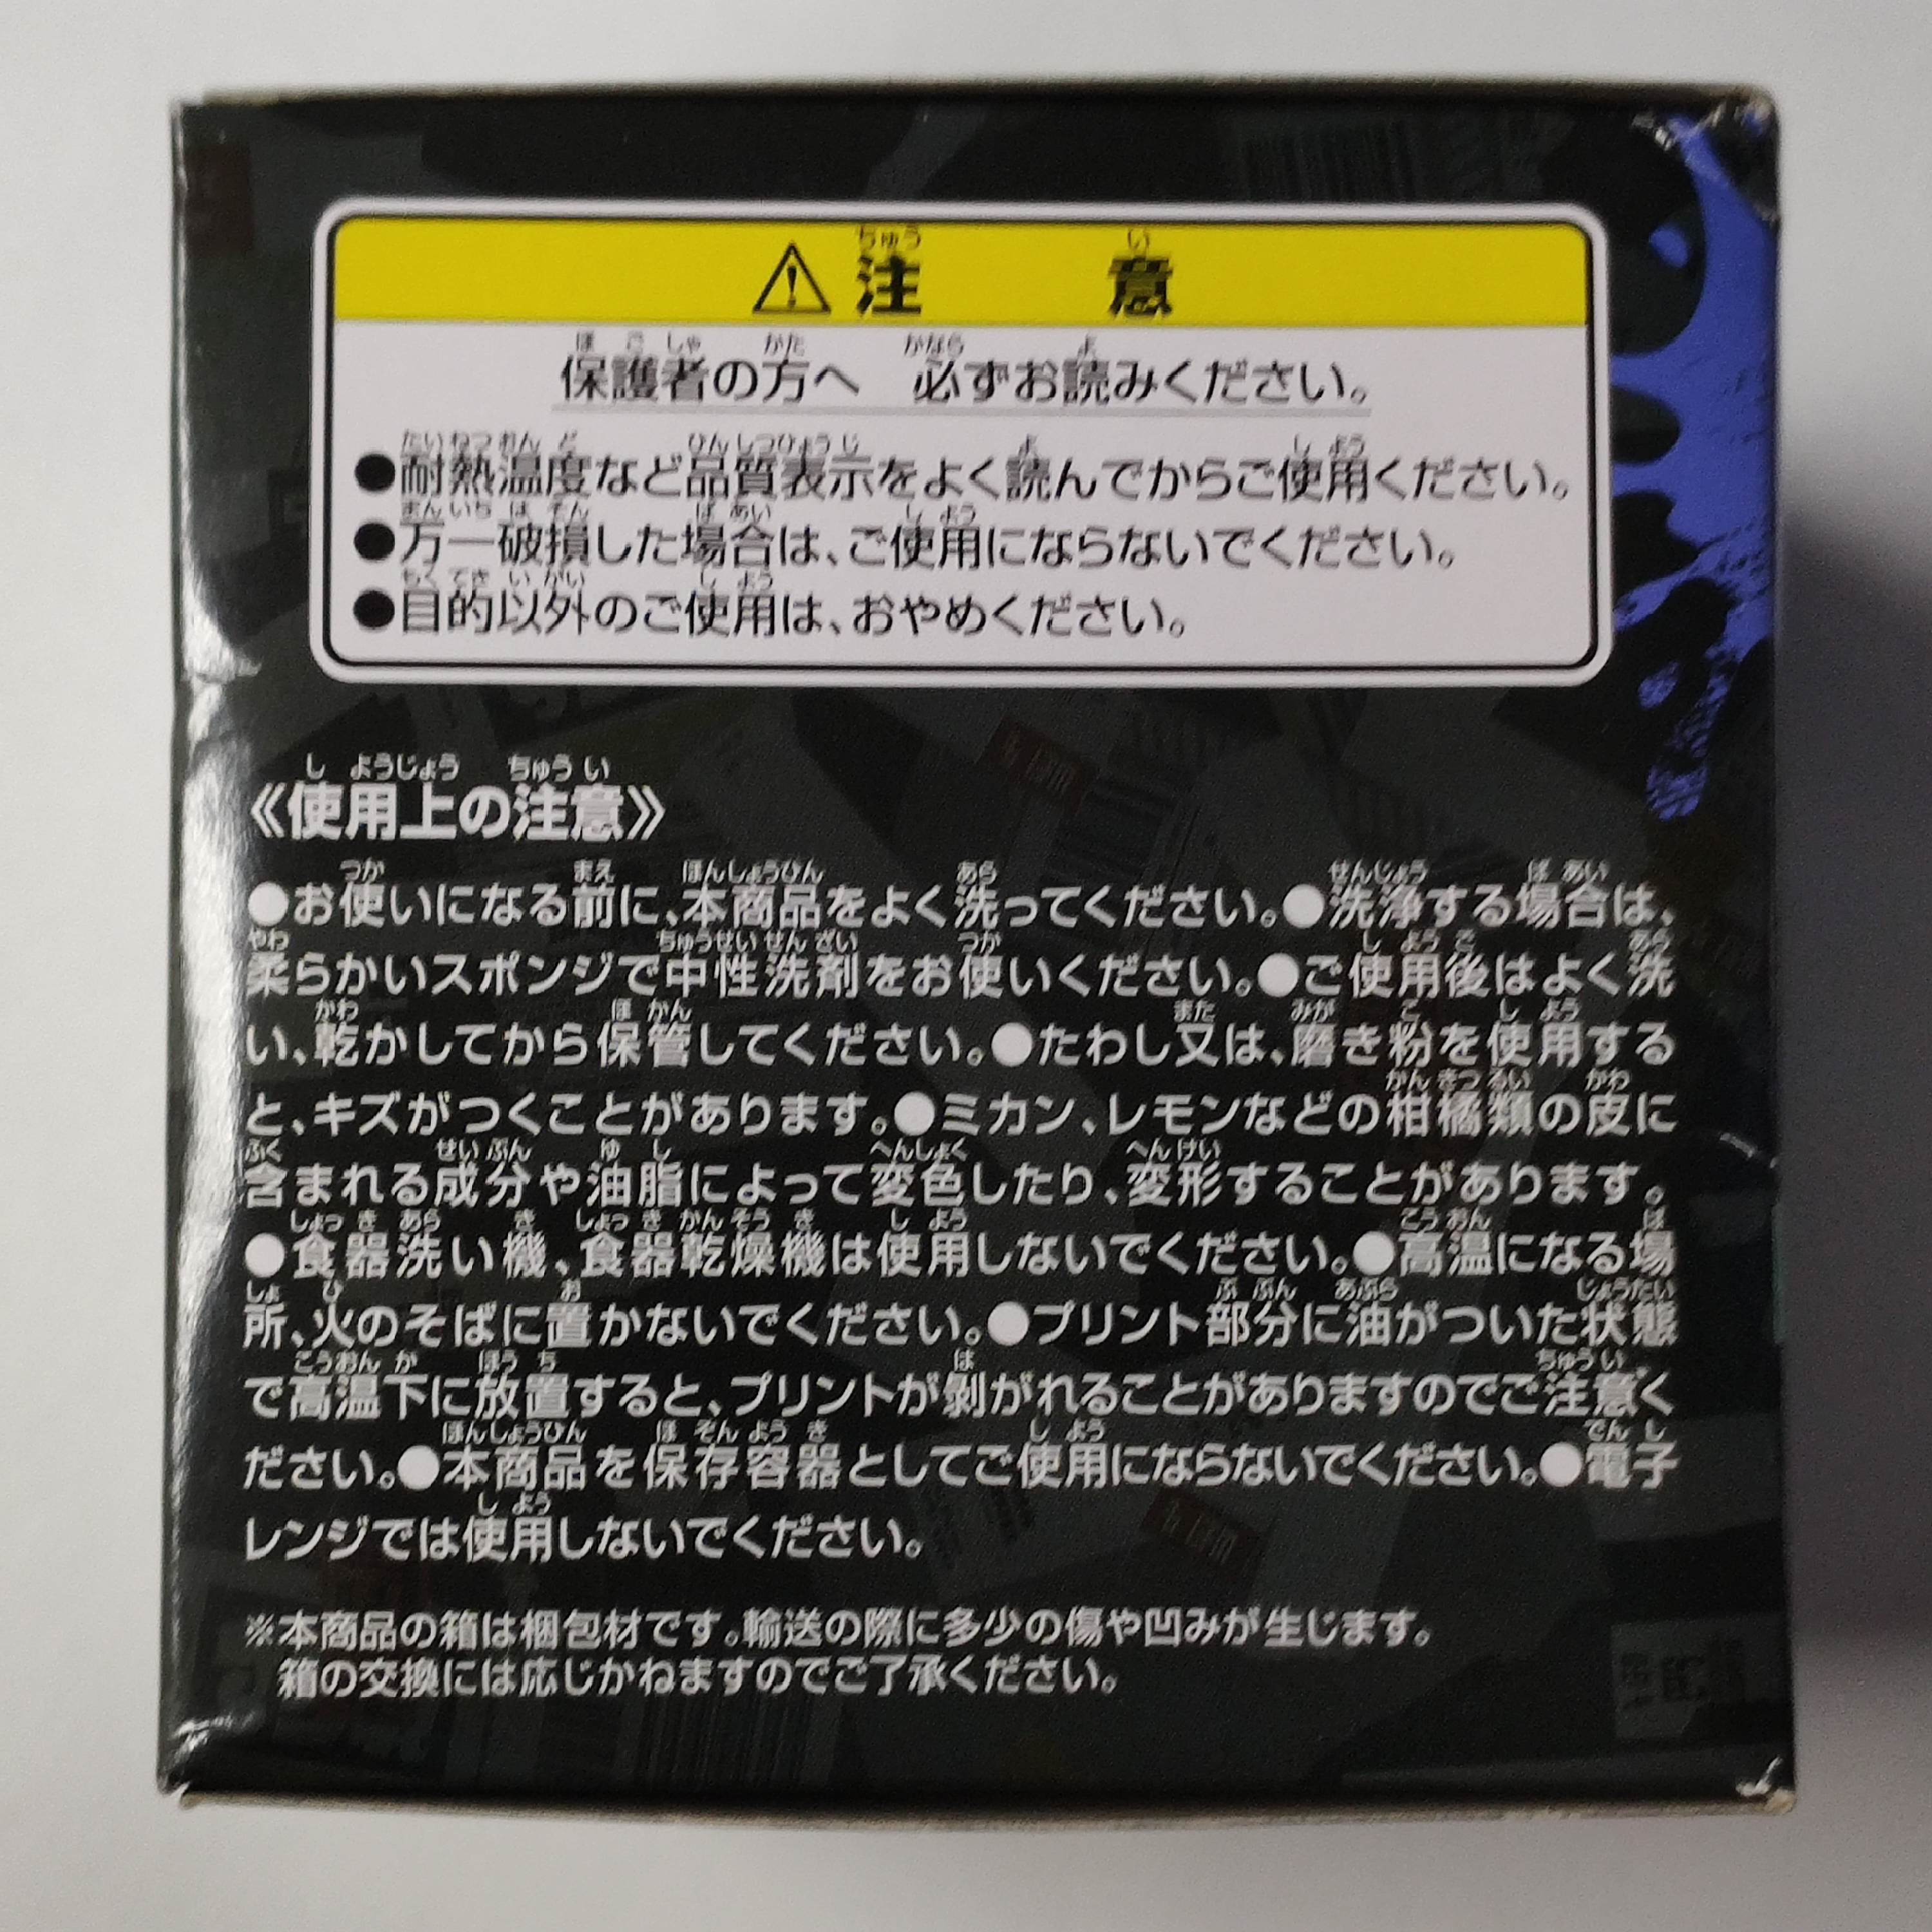 ⚠注意
保護者の方へ 必ずお読みください。
●耐熱温度など品質表示をよく読んでからご使用ください。
●万一破損した場合は、ご使用にならないでください。
●目的以外のご使用は、おやめください。
《使用上の注意》
●お使いになる前に、本商品をよく洗ってください。●洗浄する場合は、
柔らかいスポンジで中性洗剤をお使いください。●ご使用後はよく洗
い、乾かしてから保管してください。●たわし又は、磨き粉を使用する
と、キズがつくことがあります。●ミカン、レモンなどの柑橘類の皮に
含まれる成分や油脂によって変色したり、変形することがあります。
●食器洗い機、食器乾燥機は使用しないでください。●高温になる場
所、火のそばに置かないでください。●プリント部分に油がついた状態
で高温下に放置すると、プリントが剥がれることがありますのでご注意く
ださい。●本商品を保存容器としてご使用にならないでください。●電子
レンジでは使用しないでください。
※本商品の箱は梱包材です。輸送の際に多少の傷や凹みが生じます。
箱の交換には応じかねますのでご了承ください。